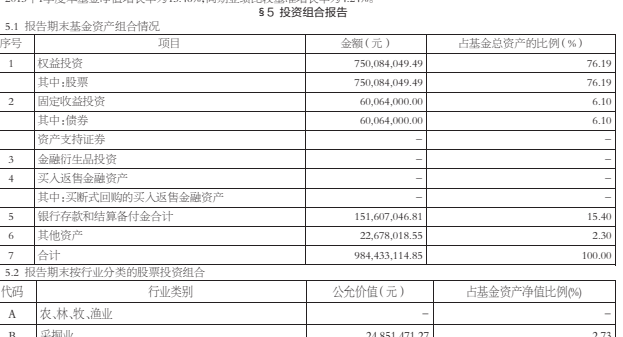 §5 投资组合报告
5.1 报告期末基金资产组合情况
序号 项目 金额(元) 占基金总资产的比例(%)
1 权益投资 750,084,049.49 76.19
其中:股票 750,084,049.49 76.19
2 固定收益投资 60,064,000.00 6.10
其中:债券 60,064,000.00 6.10
资产支持证券 – –
3 金融衍生品投资 – –
4 买入返售金融资产 – –
其中:买断式回购的买入返售金融资产 – –
5 银行存款和结算备付金合计 151,607,046.81 15.40
6 其他资产 22,678,018.55 2.30
7 合计 984,433,114.85 100.00
5.2 报告期末按行业分类的股票投资组合
代码 行业类别 公允价值(元) 占基金资产净值比例(%)
A 农、林、牧、渔业 – –
B 采掘业 24,851,471.27 2.73